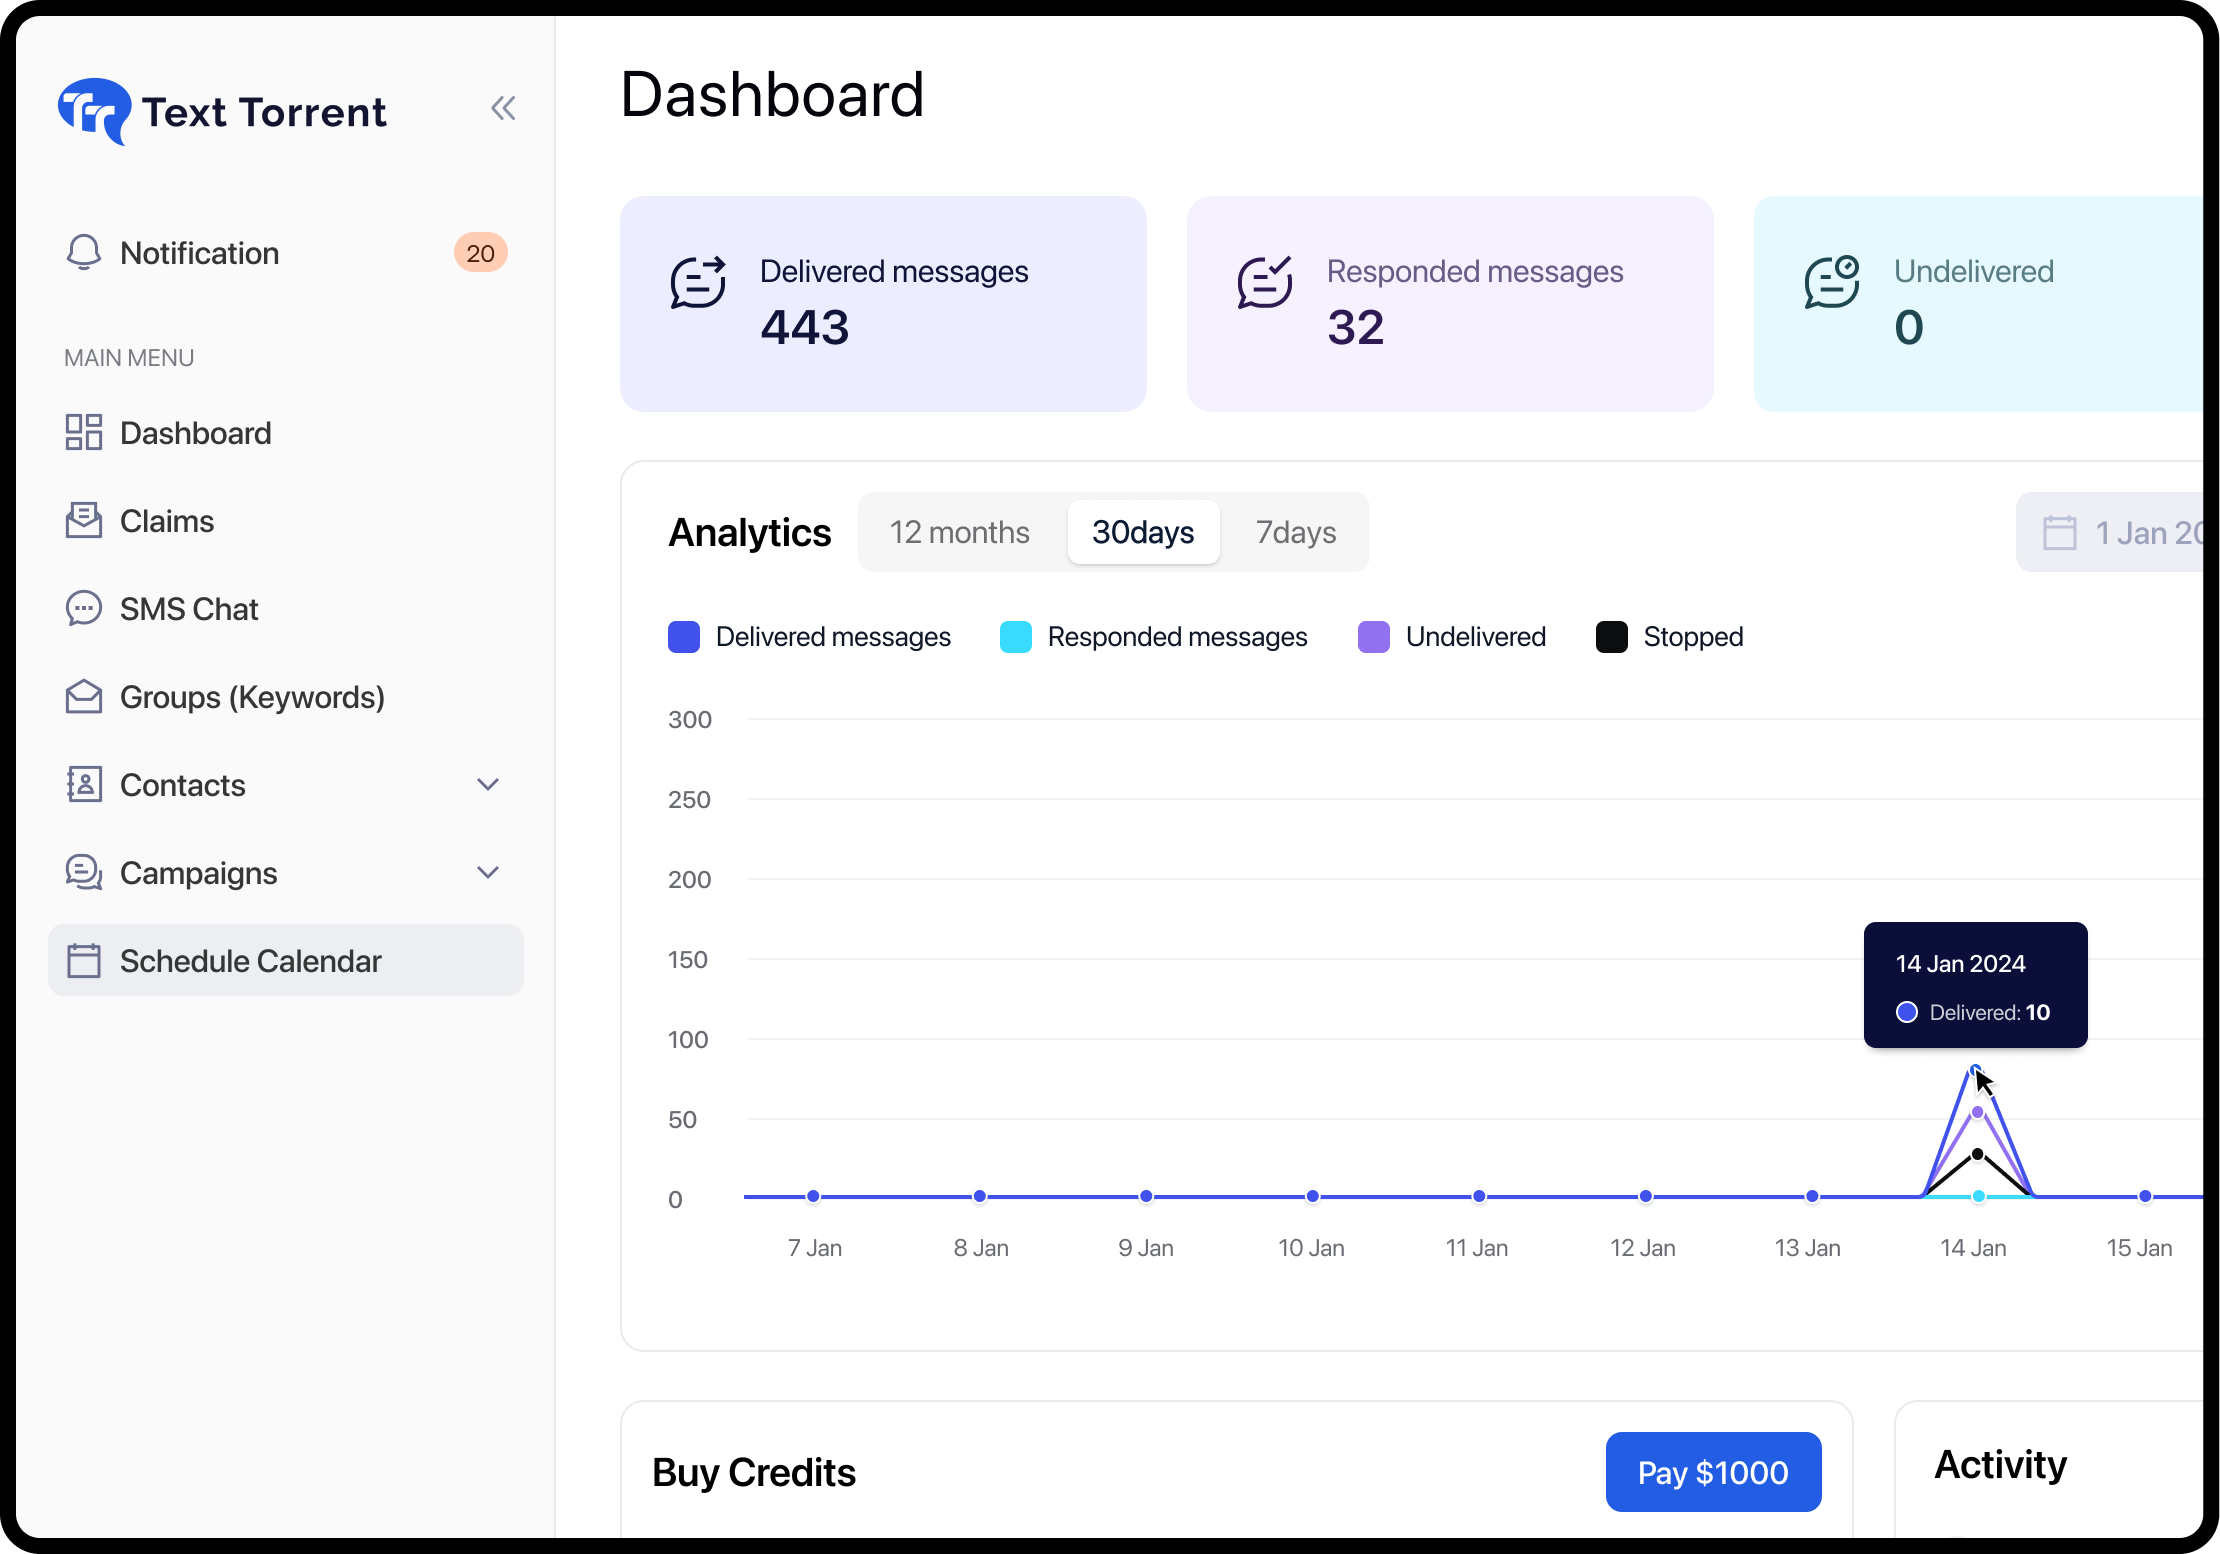 Text Torrent
Notification
20
MAIN MENU
Dashboard
Claims
SMS Chat
Groups (Keywords)
Contacts
Campaigns
Schedule Calendar
Dashboard
Delivered messages
443
Responded messages
32
Undelivered
0
Analytics
12 months
30days
7days
1 Jan 20
Delivered messages
Responded messages
Undelivered
Stopped
300
250
200
150
100
50
0
14 Jan 2024
Delivered: 10
7 Jan
8 Jan
9 Jan
10 Jan
11 Jan
12 Jan
13 Jan
14 Jan
15 Jan
Buy Credits
Pay $1000
Activity